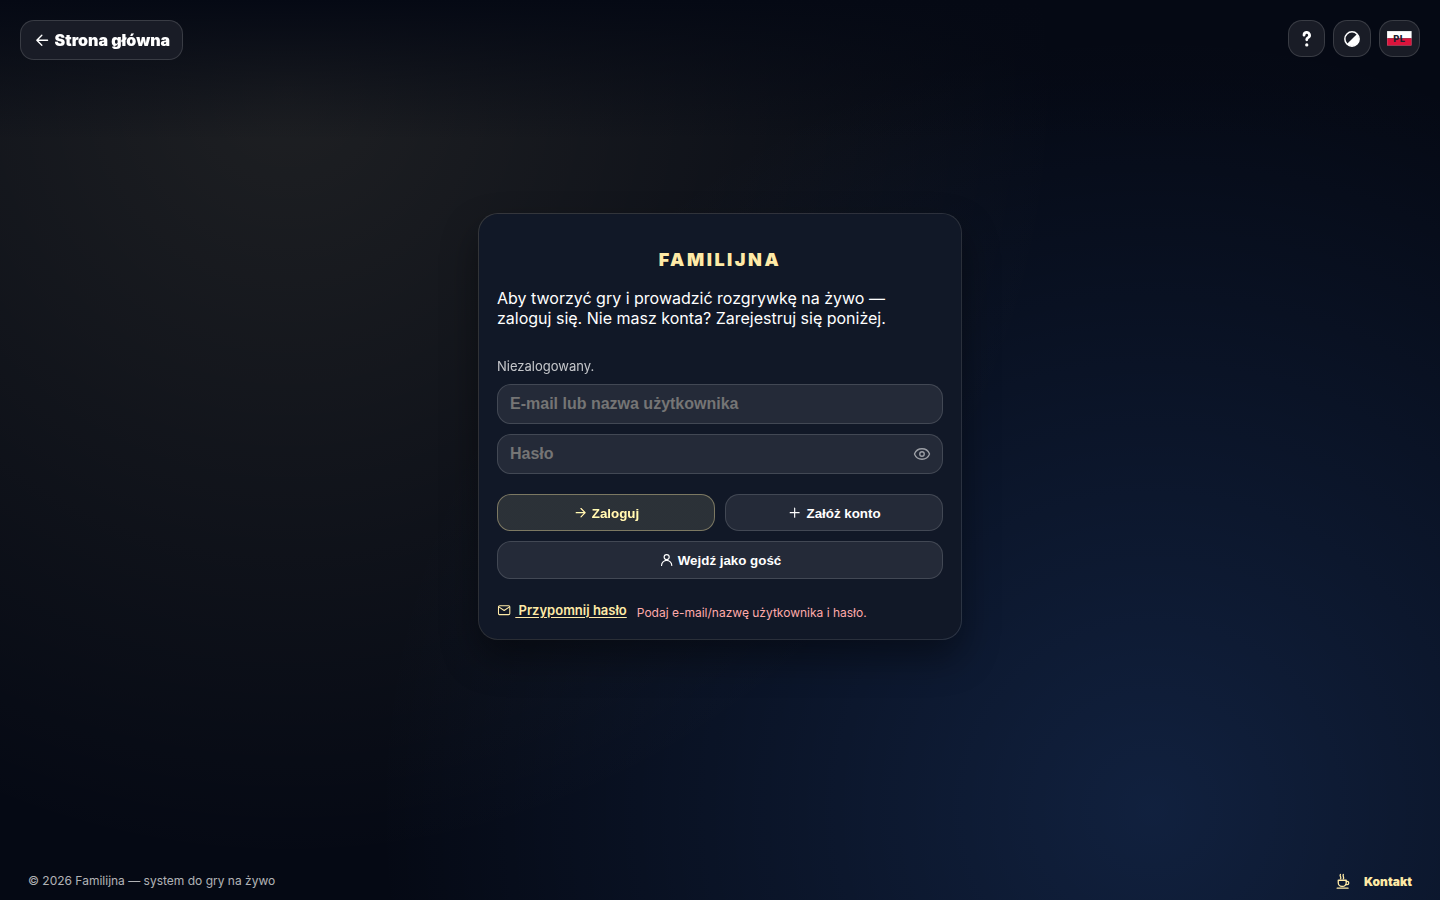 ← Strona główna
?
PL
FAMILIJNA
Aby tworzyć gry i prowadzić rozgrywkę na żywo —
zaloguj się. Nie masz konta? Zarejestruj się poniżej.
Niezalogowany.
E-mail lub nazwa użytkownika
Hasło
→ Zaloguj
+ Załóż konto
Wejdź jako gość
Przypomnij hasło
Podaj e-mail/nazwę użytkownika i hasło.
© 2026 Familijna — system do gry na żywo
Kontakt